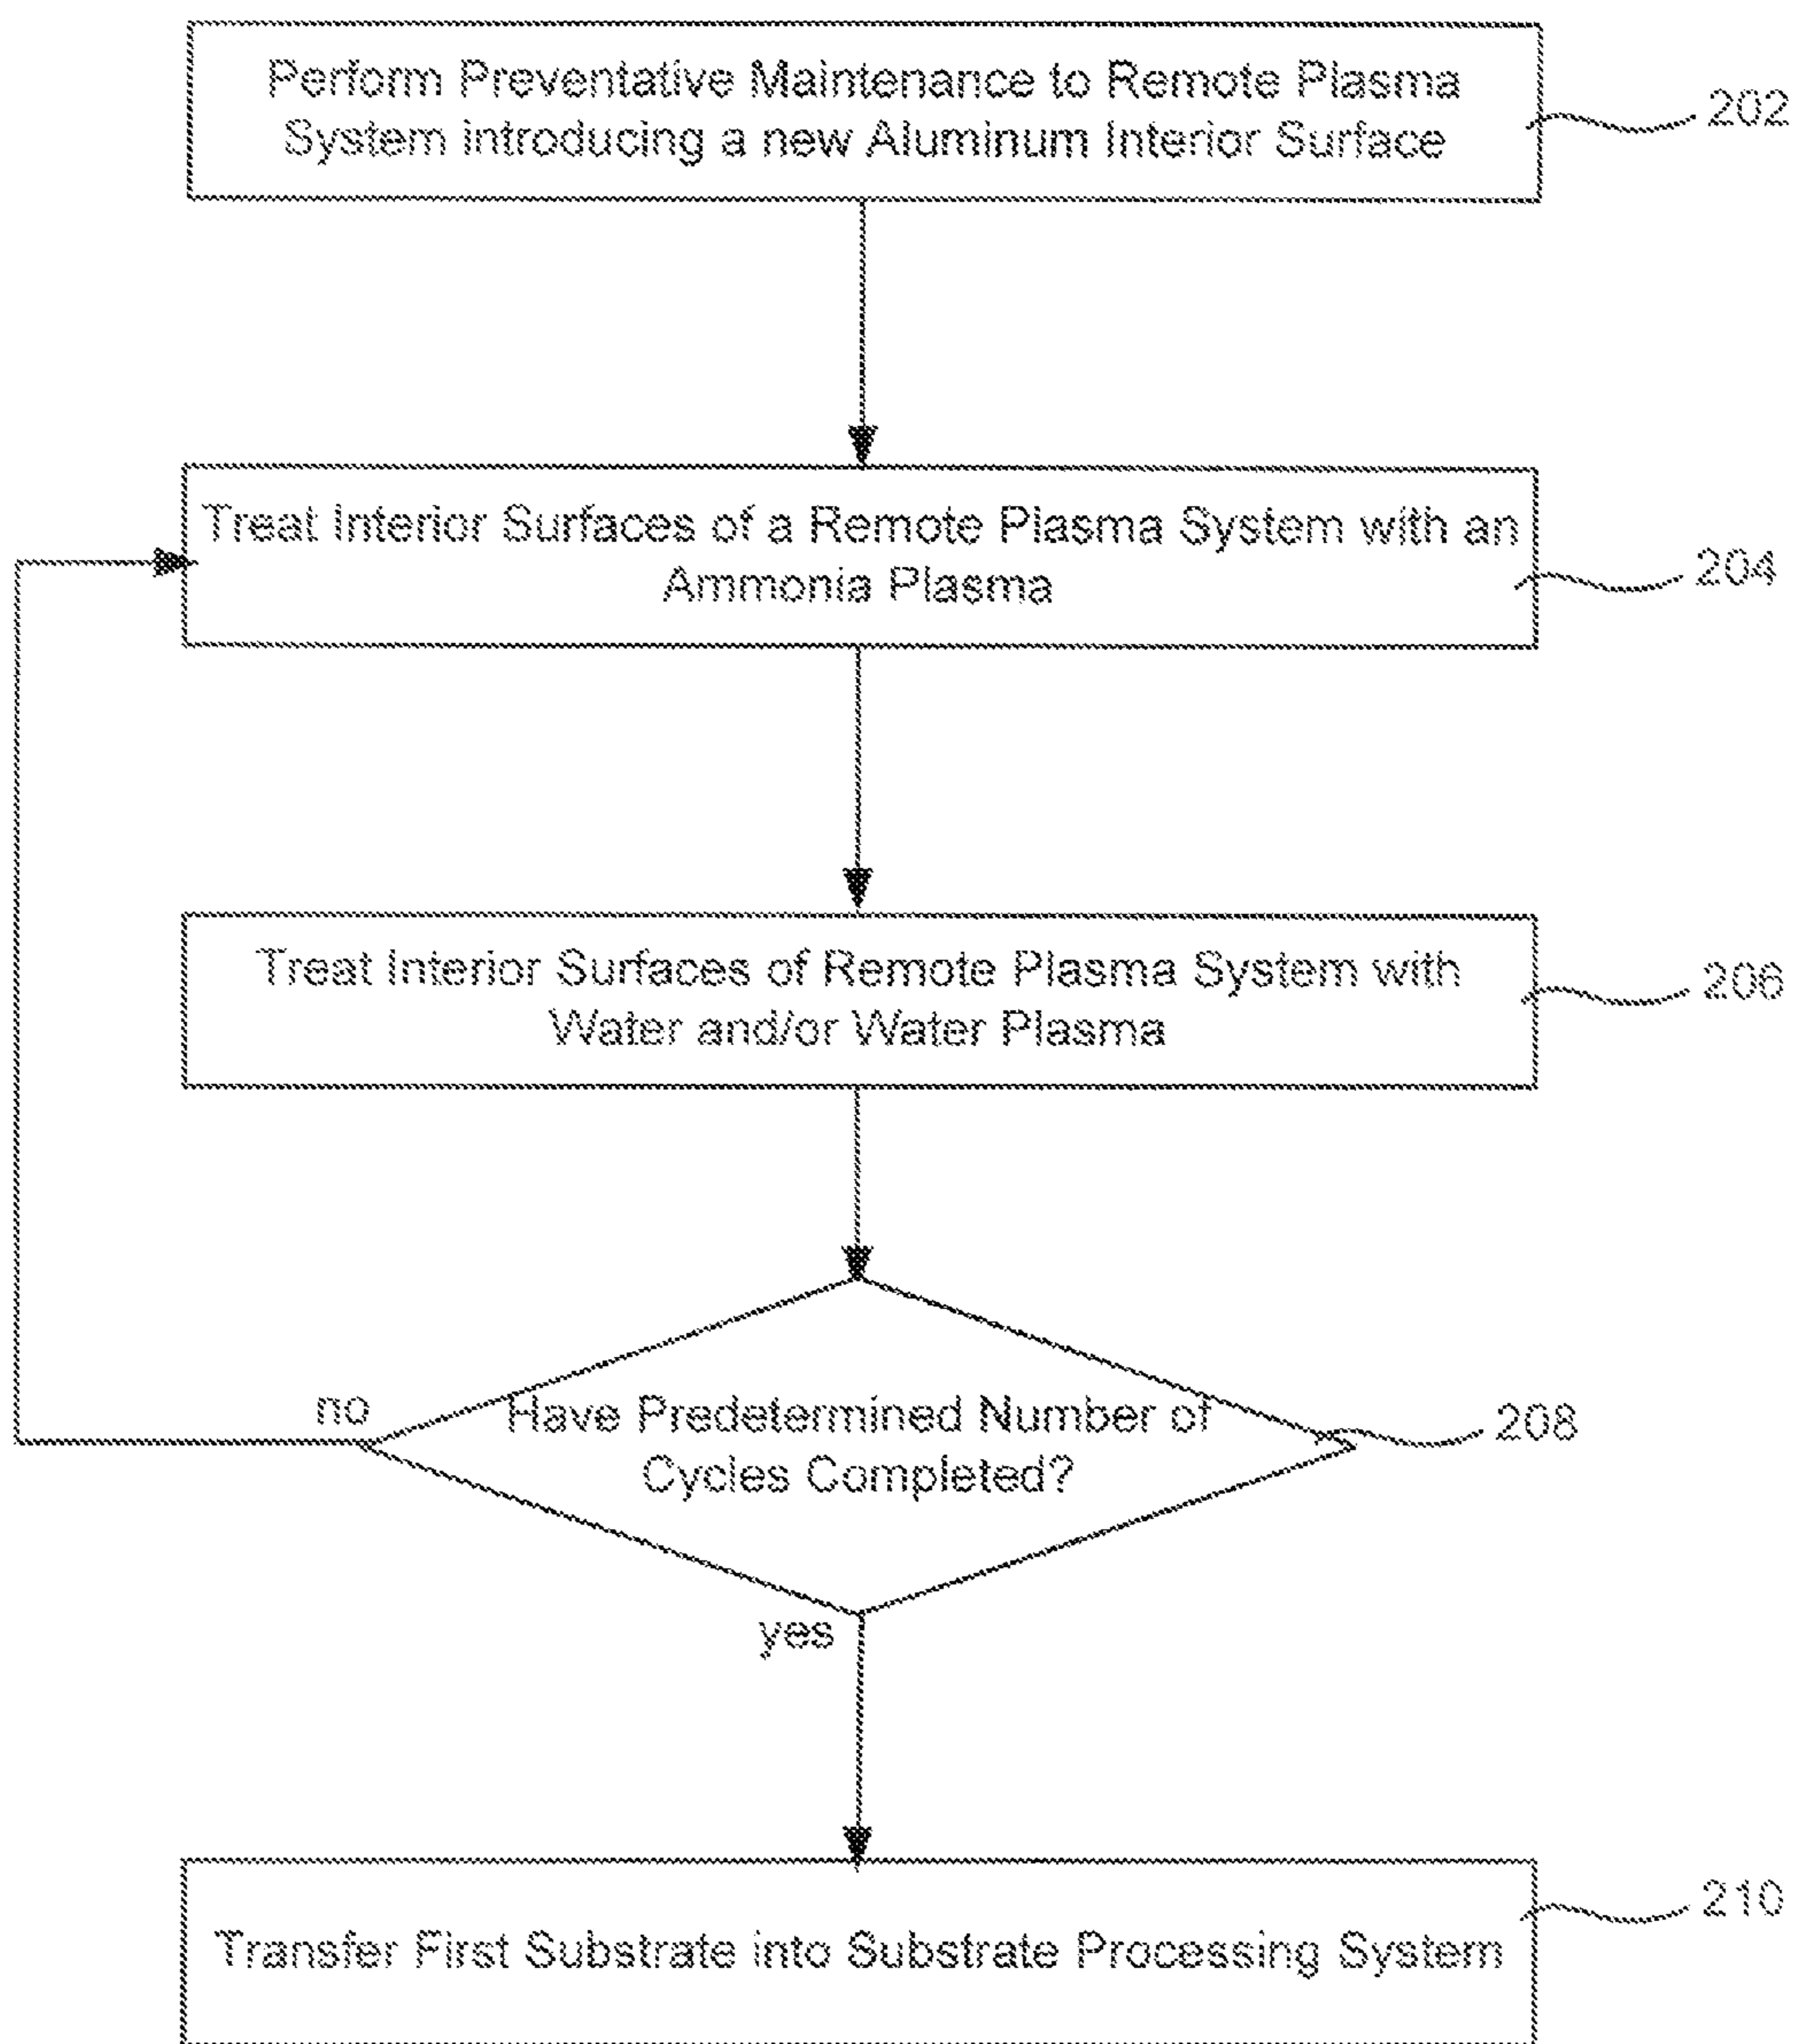 Perform Preventative Maintenance to Remote Plasma
System introducing a new Aluminum Interior Surface
202
Treat Interior Surfaces of a Remote Plasma System with an
Ammonia Plasma
204
Treat Interior Surfaces of Remote Plasma System with
Water and/or Water Plasma
206
no
Have Predetermined Number of
Cycles Completed?
208
yes
210
Transfer First Substrate into Substrate Processing System